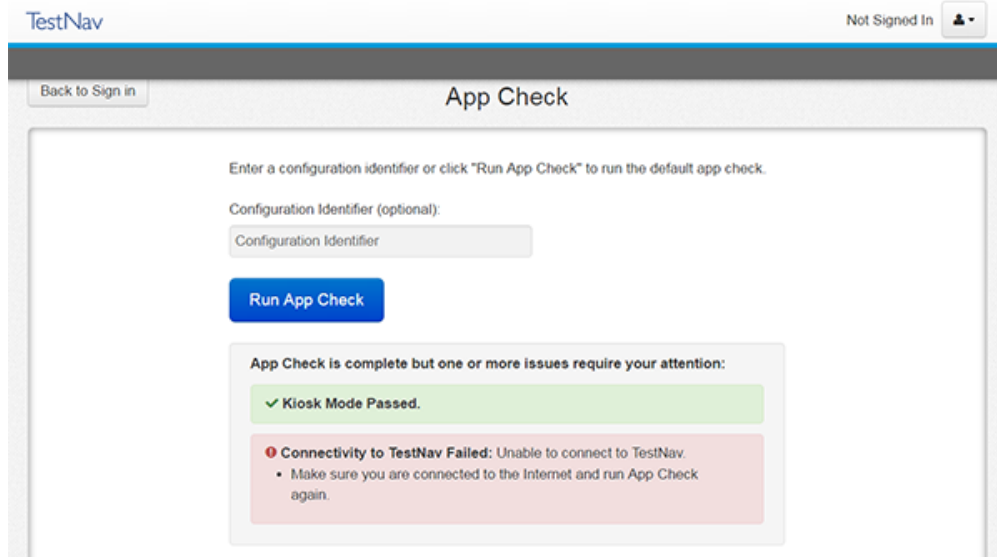 TestNav
Not Signed In
Back to Sign in
App Check
Enter a configuration identifier or click "Run App Check" to run the default app check.
Configuration Identifier (optional):
Configuration Identifier
Run App Check
App Check is complete but one or more issues require your attention:
Kiosk Mode Passed.
Connectivity to TestNav Failed: Unable to connect to TestNav.
• Make sure you are connected to the Internet and run App Check
again.